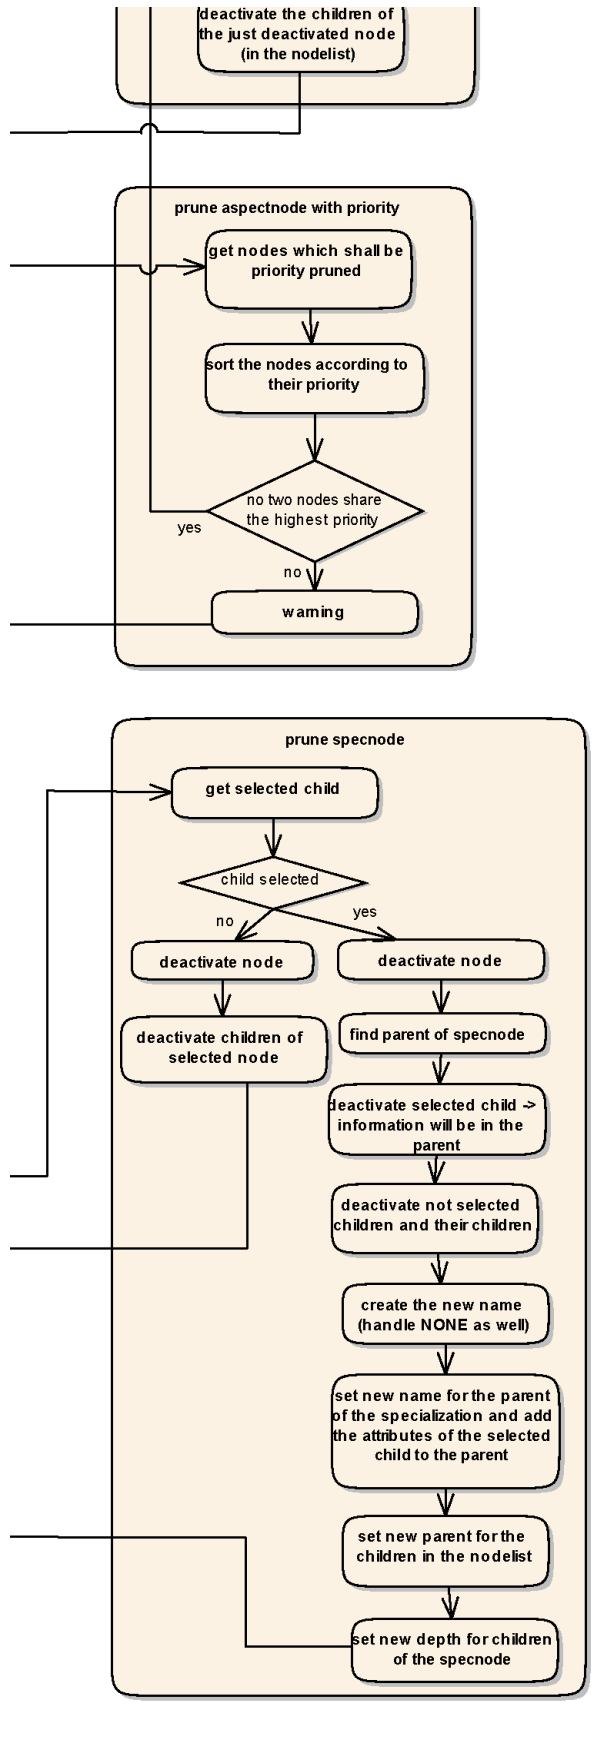 deactivate the children of
the just deactivated node
(in the nodelist)
prune aspectnode with priority
get nodes which shall be
priority pruned
sort the nodes according to
their priority
no two nodes share
the highest priority
yes
no
warning
prune specnode
get selected child
child selected
no
yes
deactivate node
deactivate node
deactivate children of
selected node
find parent of specnode
deactivate selected child ->
information will be in the
parent
deactivate not selected
children and their children
create the new name
(handle NONE as well)
set new name for the parent
of the specialization and add
the attributes of the selected
child to the parent
set new parent for the
children in the nodelist
set new depth for children
of the specnode